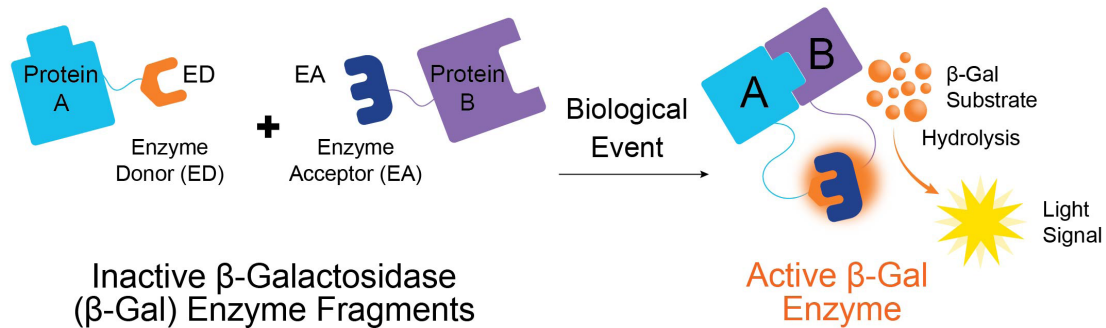 Protein
A
ED
Enzyme
Donor (ED)
EA
Enzyme
Acceptor (EA)
Protein
B
Inactive β-Galactosidase
(β-Gal) Enzyme Fragments
Biological
Event
A
B
β-Gal
Substrate
Hydrolysis
Light
Signal
Active β-Gal
Enzyme